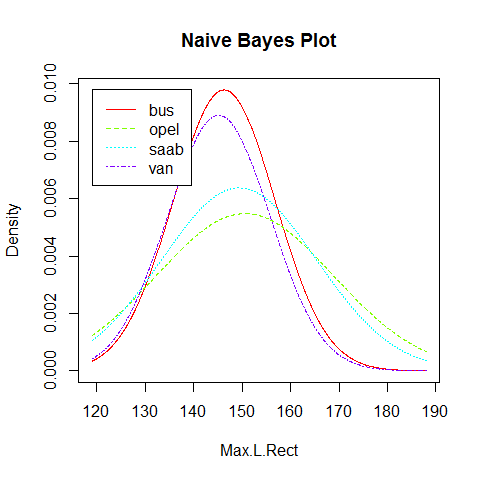 Naive Bayes Plot
bus
opel
saab
van
Density
0.000 0.002 0.004 0.006 0.008 0.010
120 130 140 150 160 170 180 190
Max.L.Rect